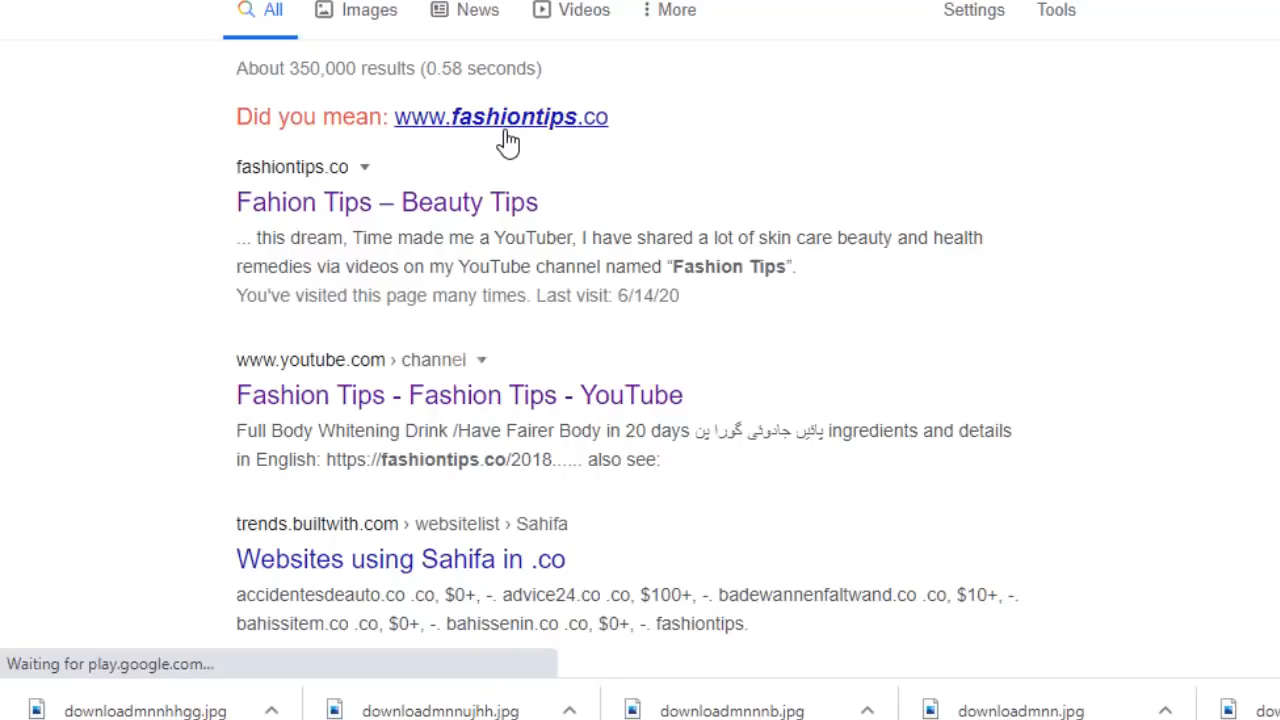 All Images News Videos More Settings Tools
About 350,000 results (0.58 seconds)
Did you mean: www.fashiontips.co
fashiontips.co
Fahion Tips – Beauty Tips
... this dream, Time made me a YouTuber, I have shared a lot of skin care beauty and health
remedies via videos on my YouTube channel named “Fashion Tips”.
You've visited this page many times. Last visit: 6/14/20
www.youtube.com › channel
Fashion Tips - Fashion Tips - YouTube
Full Body Whitening Drink /Have Fairer Body in 20 days پائیں جادوئی گورا پن ingredients and details
in English: https://fashiontips.co/2018...... also see:
trends.builtwith.com › websitelist › Sahifa
Websites using Sahifa in .co
accidentesdeauto.co .co, $0+, -. advice24.co .co, $100+, -. badewannenfaltwand.co .co, $10+, -.
bahissitem.co .co, $0+, -. bahissenin.co .co, $0+, -. fashiontips.
Waiting for play.google.com...
downloadmnnhhgg.jpg downloadmnnujhh.jpg downloadmnnnb.jpg downloadmnn.jpg